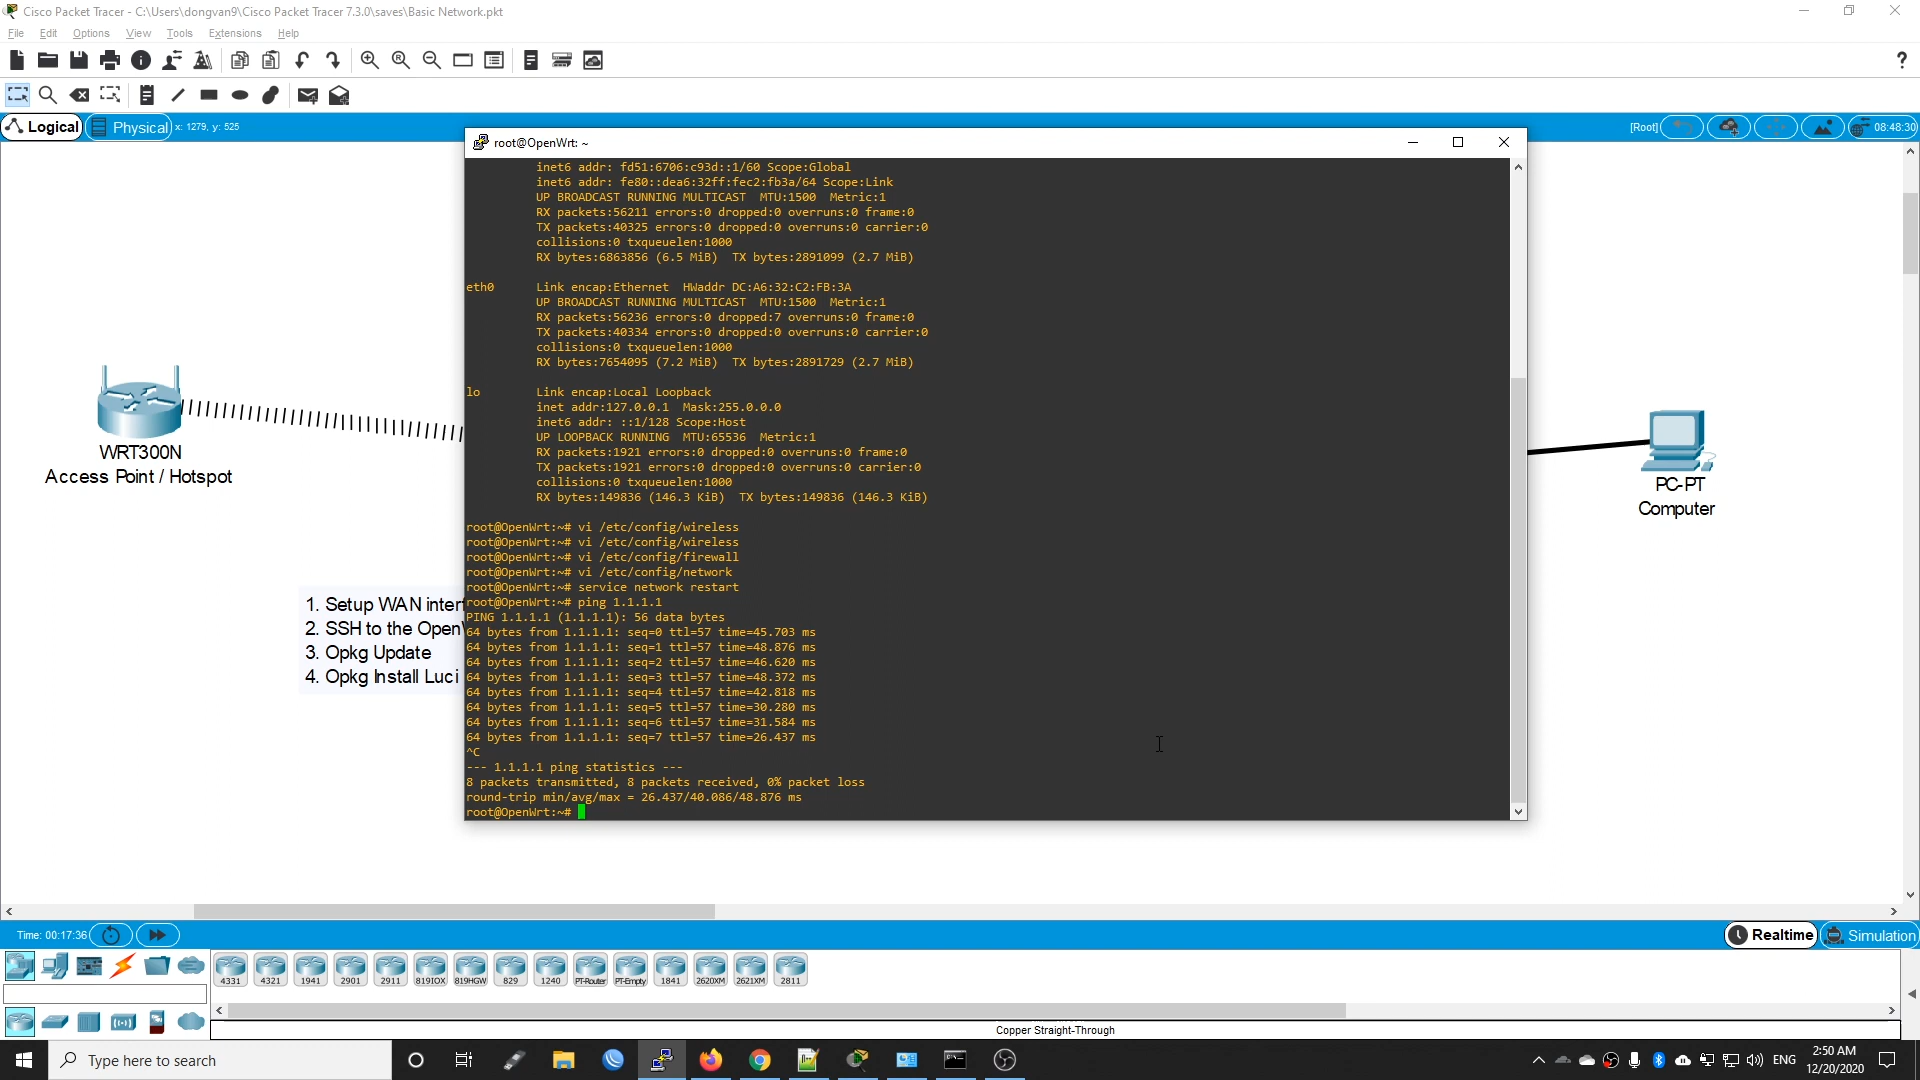 Cisco Packet Tracer - C:\Users\dongvan9\Cisco Packet Tracer 7.3.0\saves\Basic Network.pkt
File Edit Options View Tools Extensions Help
?
Logical Physical x: 1279, y: 525 [Root] 08:48:30
root@OpenWrt: ~
inet6 addr: fd51:6706:c93d::1/60 Scope:Global
inet6 addr: fe80::dea6:32ff:fec2:fb3a/64 Scope:Link
UP BROADCAST RUNNING MULTICAST  MTU:1500  Metric:1
RX packets:56211 errors:0 dropped:0 overruns:0 frame:0
TX packets:40325 errors:0 dropped:0 overruns:0 carrier:0
collisions:0 txqueuelen:1000
RX bytes:6863856 (6.5 MiB)  TX bytes:2891099 (2.7 MiB)
eth0 Link encap:Ethernet  HWaddr DC:A6:32:C2:FB:3A
UP BROADCAST RUNNING MULTICAST  MTU:1500  Metric:1
RX packets:56236 errors:0 dropped:7 overruns:0 frame:0
TX packets:40334 errors:0 dropped:0 overruns:0 carrier:0
collisions:0 txqueuelen:1000
RX bytes:7654095 (7.2 MiB)  TX bytes:2891729 (2.7 MiB)
lo Link encap:Local Loopback
inet addr:127.0.0.1  Mask:255.0.0.0
inet6 addr: ::1/128 Scope:Host
UP LOOPBACK RUNNING  MTU:65536  Metric:1
RX packets:1921 errors:0 dropped:0 overruns:0 frame:0
TX packets:1921 errors:0 dropped:0 overruns:0 carrier:0
collisions:0 txqueuelen:1000
RX bytes:149836 (146.3 KiB)  TX bytes:149836 (146.3 KiB)
root@OpenWrt:~# vi /etc/config/wireless
root@OpenWrt:~# vi /etc/config/wireless
root@OpenWrt:~# vi /etc/config/firewall
root@OpenWrt:~# vi /etc/config/network
root@OpenWrt:~# service network restart
root@OpenWrt:~# ping 1.1.1.1
PING 1.1.1.1 (1.1.1.1): 56 data bytes
64 bytes from 1.1.1.1: seq=0 ttl=57 time=45.703 ms
64 bytes from 1.1.1.1: seq=1 ttl=57 time=48.876 ms
64 bytes from 1.1.1.1: seq=2 ttl=57 time=46.620 ms
64 bytes from 1.1.1.1: seq=3 ttl=57 time=48.372 ms
64 bytes from 1.1.1.1: seq=4 ttl=57 time=42.818 ms
64 bytes from 1.1.1.1: seq=5 ttl=57 time=30.280 ms
64 bytes from 1.1.1.1: seq=6 ttl=57 time=31.584 ms
64 bytes from 1.1.1.1: seq=7 ttl=57 time=26.437 ms
^C
--- 1.1.1.1 ping statistics ---
8 packets transmitted, 8 packets received, 0% packet loss
round-trip min/avg/max = 26.437/40.086/48.876 ms
root@OpenWrt:~#
WRT300N
Access Point / Hotspot
1. Setup WAN inter
2. SSH to the Open
3. Opkg Update
4. Opkg Install Luci
PC-PT
Computer
Time: 00:17:36 Realtime Simulation
4331 4321 1941 2901 2911 819IOX 819HGW 829 1240 PT-Router PT-Empty 1841 2620XM 2621XM 2811
Copper Straight-Through
Type here to search
ENG
2:50 AM
12/20/2020